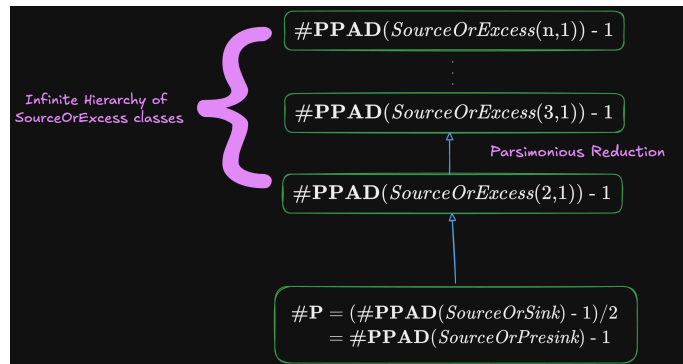 #PPAD(SourceOrExcess(n,1)) - 1
Infinite Hierarchy of
SourceOrExcess classes
#PPAD(SourceOrExcess(3,1)) - 1
Parsimonious Reduction
#PPAD(SourceOrExcess(2,1)) - 1
#P = (#PPAD(SourceOrSink) - 1)/2
= #PPAD(SourceOrPresink) - 1